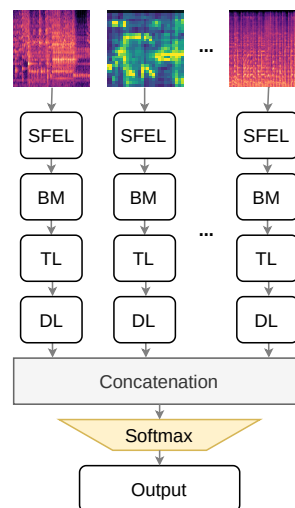 ...
SFEL SFEL SFEL
BM BM BM
...
TL TL TL
DL DL DL
Concatenation
Softmax
Output